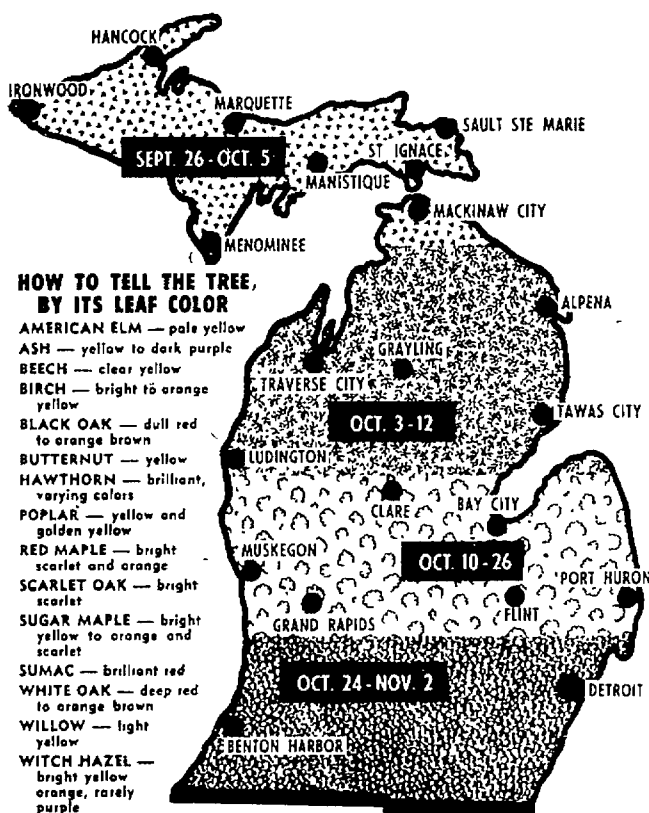 HANCOCK
IRONWOOD
MARQUETTE
SAULT STE MARIE
SEPT. 26 - OCT. 5
ST IGNACE
MANISTIQUE
MACKINAW CITY
MENOMINEE
HOW TO TELL THE TREE,
BY ITS LEAF COLOR
AMERICAN ELM — pale yellow
ASH — yellow to dark purple
BEECH — clear yellow
BIRCH — bright to orange
yellow
BLACK OAK — dull red
to orange brown
BUTTERNUT — yellow
HAWTHORN — brilliant,
varying colors
POPLAR — yellow and
golden yellow
RED MAPLE — bright
scarlet and orange
SCARLET OAK — bright
scarlet
SUGAR MAPLE — bright
yellow to orange and
scarlet
SUMAC — brilliant red
WHITE OAK — deep red
to orange brown
WILLOW — light
yellow
WITCH HAZEL —
bright yellow
orange, rarely
purple
ALPENA
GRAYLING
TRAVERSE CITY
OCT. 3 - 12
TAWAS CITY
LUDINGTON
CLARE
BAY CITY
MUSKEGON
OCT. 10 - 26
PORT HURON
GRAND RAPIDS
FLINT
OCT. 24 - NOV. 2
DETROIT
BENTON HARBOR